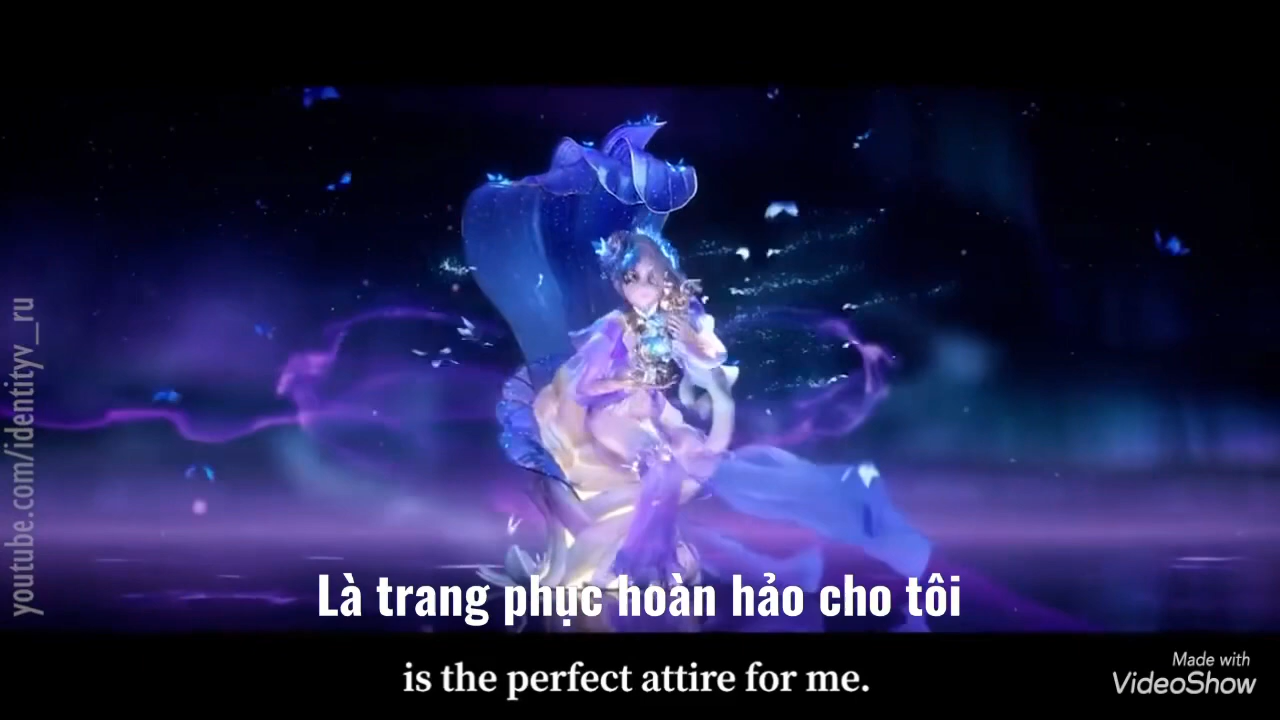 youtube.com/identityv_ru
Là trang phục hoàn hảo cho tôi
is the perfect attire for me.
Made with
VideoShow